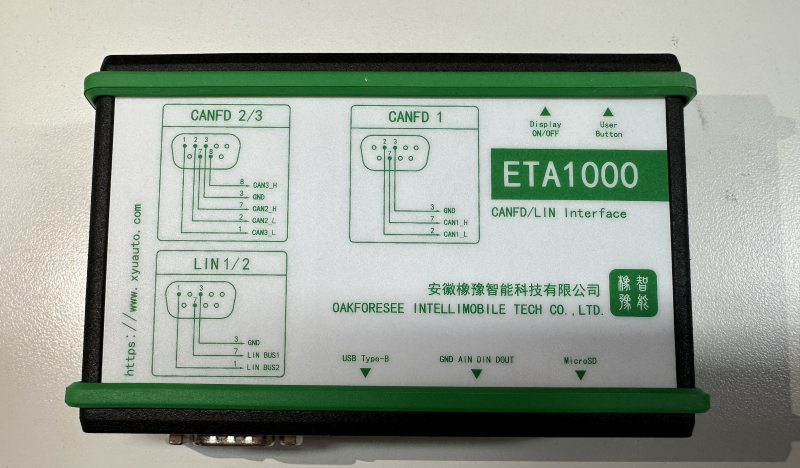 CANFD 2/3
1 2 3
7 8
8 CAN3_H
3 GND
7 CAN2_H
2 CAN2_L
1 CAN3_L
CANFD 1
2 3
7
3 GND
7 CAN1_H
2 CAN1_L
Display
ON/OFF
User
Button
ETA1000
CANFD/LIN Interface
https://www.xyuauto.com
LIN1/2
1 3
7
3 GND
7 LIN BUS1
1 LIN BUS2
安徽橡豫智能科技有限公司
OAKFORESEE INTELLIMOBILE TECH CO.,LTD.
橡智
豫能
USB Type-B
GND AIN DIN DOUT
MicroSD